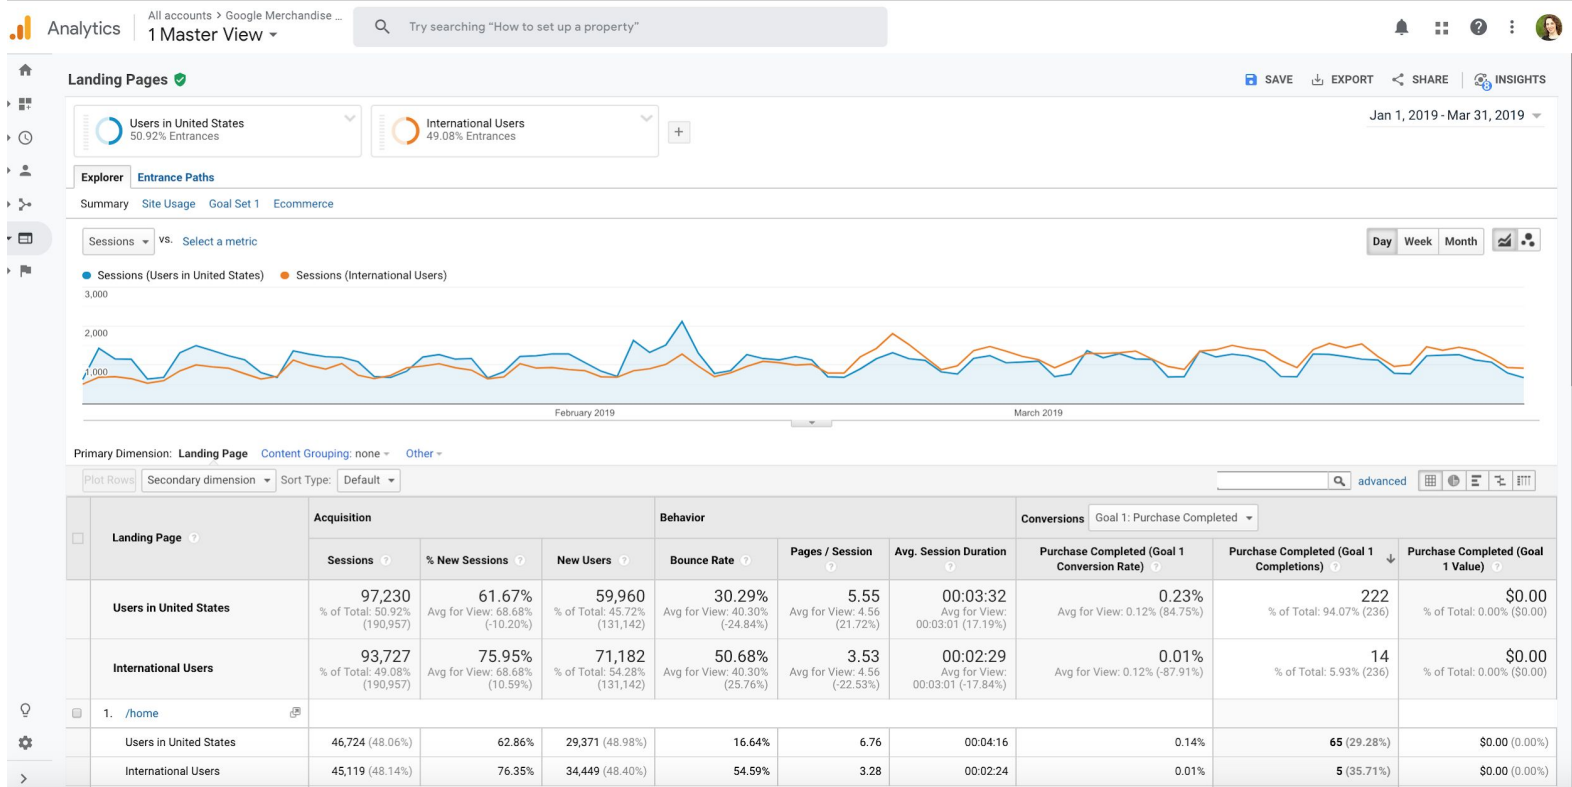 Analytics
All accounts > Google Merchandise ...
1 Master View
Try searching “How to set up a property”
Landing Pages
SAVE
EXPORT
SHARE
8
INSIGHTS
Users in United States
50.92% Entrances
International Users
49.08% Entrances
+
Jan 1, 2019 - Mar 31, 2019
Explorer
Entrance Paths
Summary
Site Usage
Goal Set 1
Ecommerce
Sessions
VS.
Select a metric
Day
Week
Month
Sessions (Users in United States)
Sessions (International Users)
3,000
2,000
1,000
February 2019
March 2019
Primary Dimension: Landing Page Content Grouping: none Other
Plot Rows
Secondary dimension
Sort Type:
Default
advanced
Landing Page ?
Acquisition
Behavior
Conversions
Goal 1: Purchase Completed
Sessions ?
% New Sessions ?
New Users ?
Bounce Rate ?
Pages / Session
?
Avg. Session Duration
?
Purchase Completed (Goal 1
Conversion Rate) ?
Purchase Completed (Goal 1
Completions) ?
Purchase Completed (Goal
1 Value) ?
Users in United States
97,230
% of Total: 50.92%
(190,957)
61.67%
Avg for View: 68.68%
(-10.20%)
59,960
% of Total: 45.72%
(131,142)
30.29%
Avg for View: 40.30%
(-24.84%)
5.55
Avg for View: 4.56
(21.72%)
00:03:32
Avg for View:
00:03:01 (17.19%)
0.23%
Avg for View: 0.12% (84.75%)
222
% of Total: 94.07% (236)
$0.00
% of Total: 0.00% ($0.00)
International Users
93,727
% of Total: 49.08%
(190,957)
75.95%
Avg for View: 68.68%
(10.59%)
71,182
% of Total: 54.28%
(131,142)
50.68%
Avg for View: 40.30%
(25.76%)
3.53
Avg for View: 4.56
(-22.53%)
00:02:29
Avg for View:
00:03:01 (-17.84%)
0.01%
Avg for View: 0.12% (-87.91%)
14
% of Total: 5.93% (236)
$0.00
% of Total: 0.00% ($0.00)
1. /home
Users in United States 46,724 (48.06%) 62.86% 29,371 (48.98%) 16.64% 6.76 00:04:16 0.14% 65 (29.28%) $0.00 (0.00%)
International Users 45,119 (48.14%) 76.35% 34,449 (48.40%) 54.59% 3.28 00:02:24 0.01% 5 (35.71%) $0.00 (0.00%)